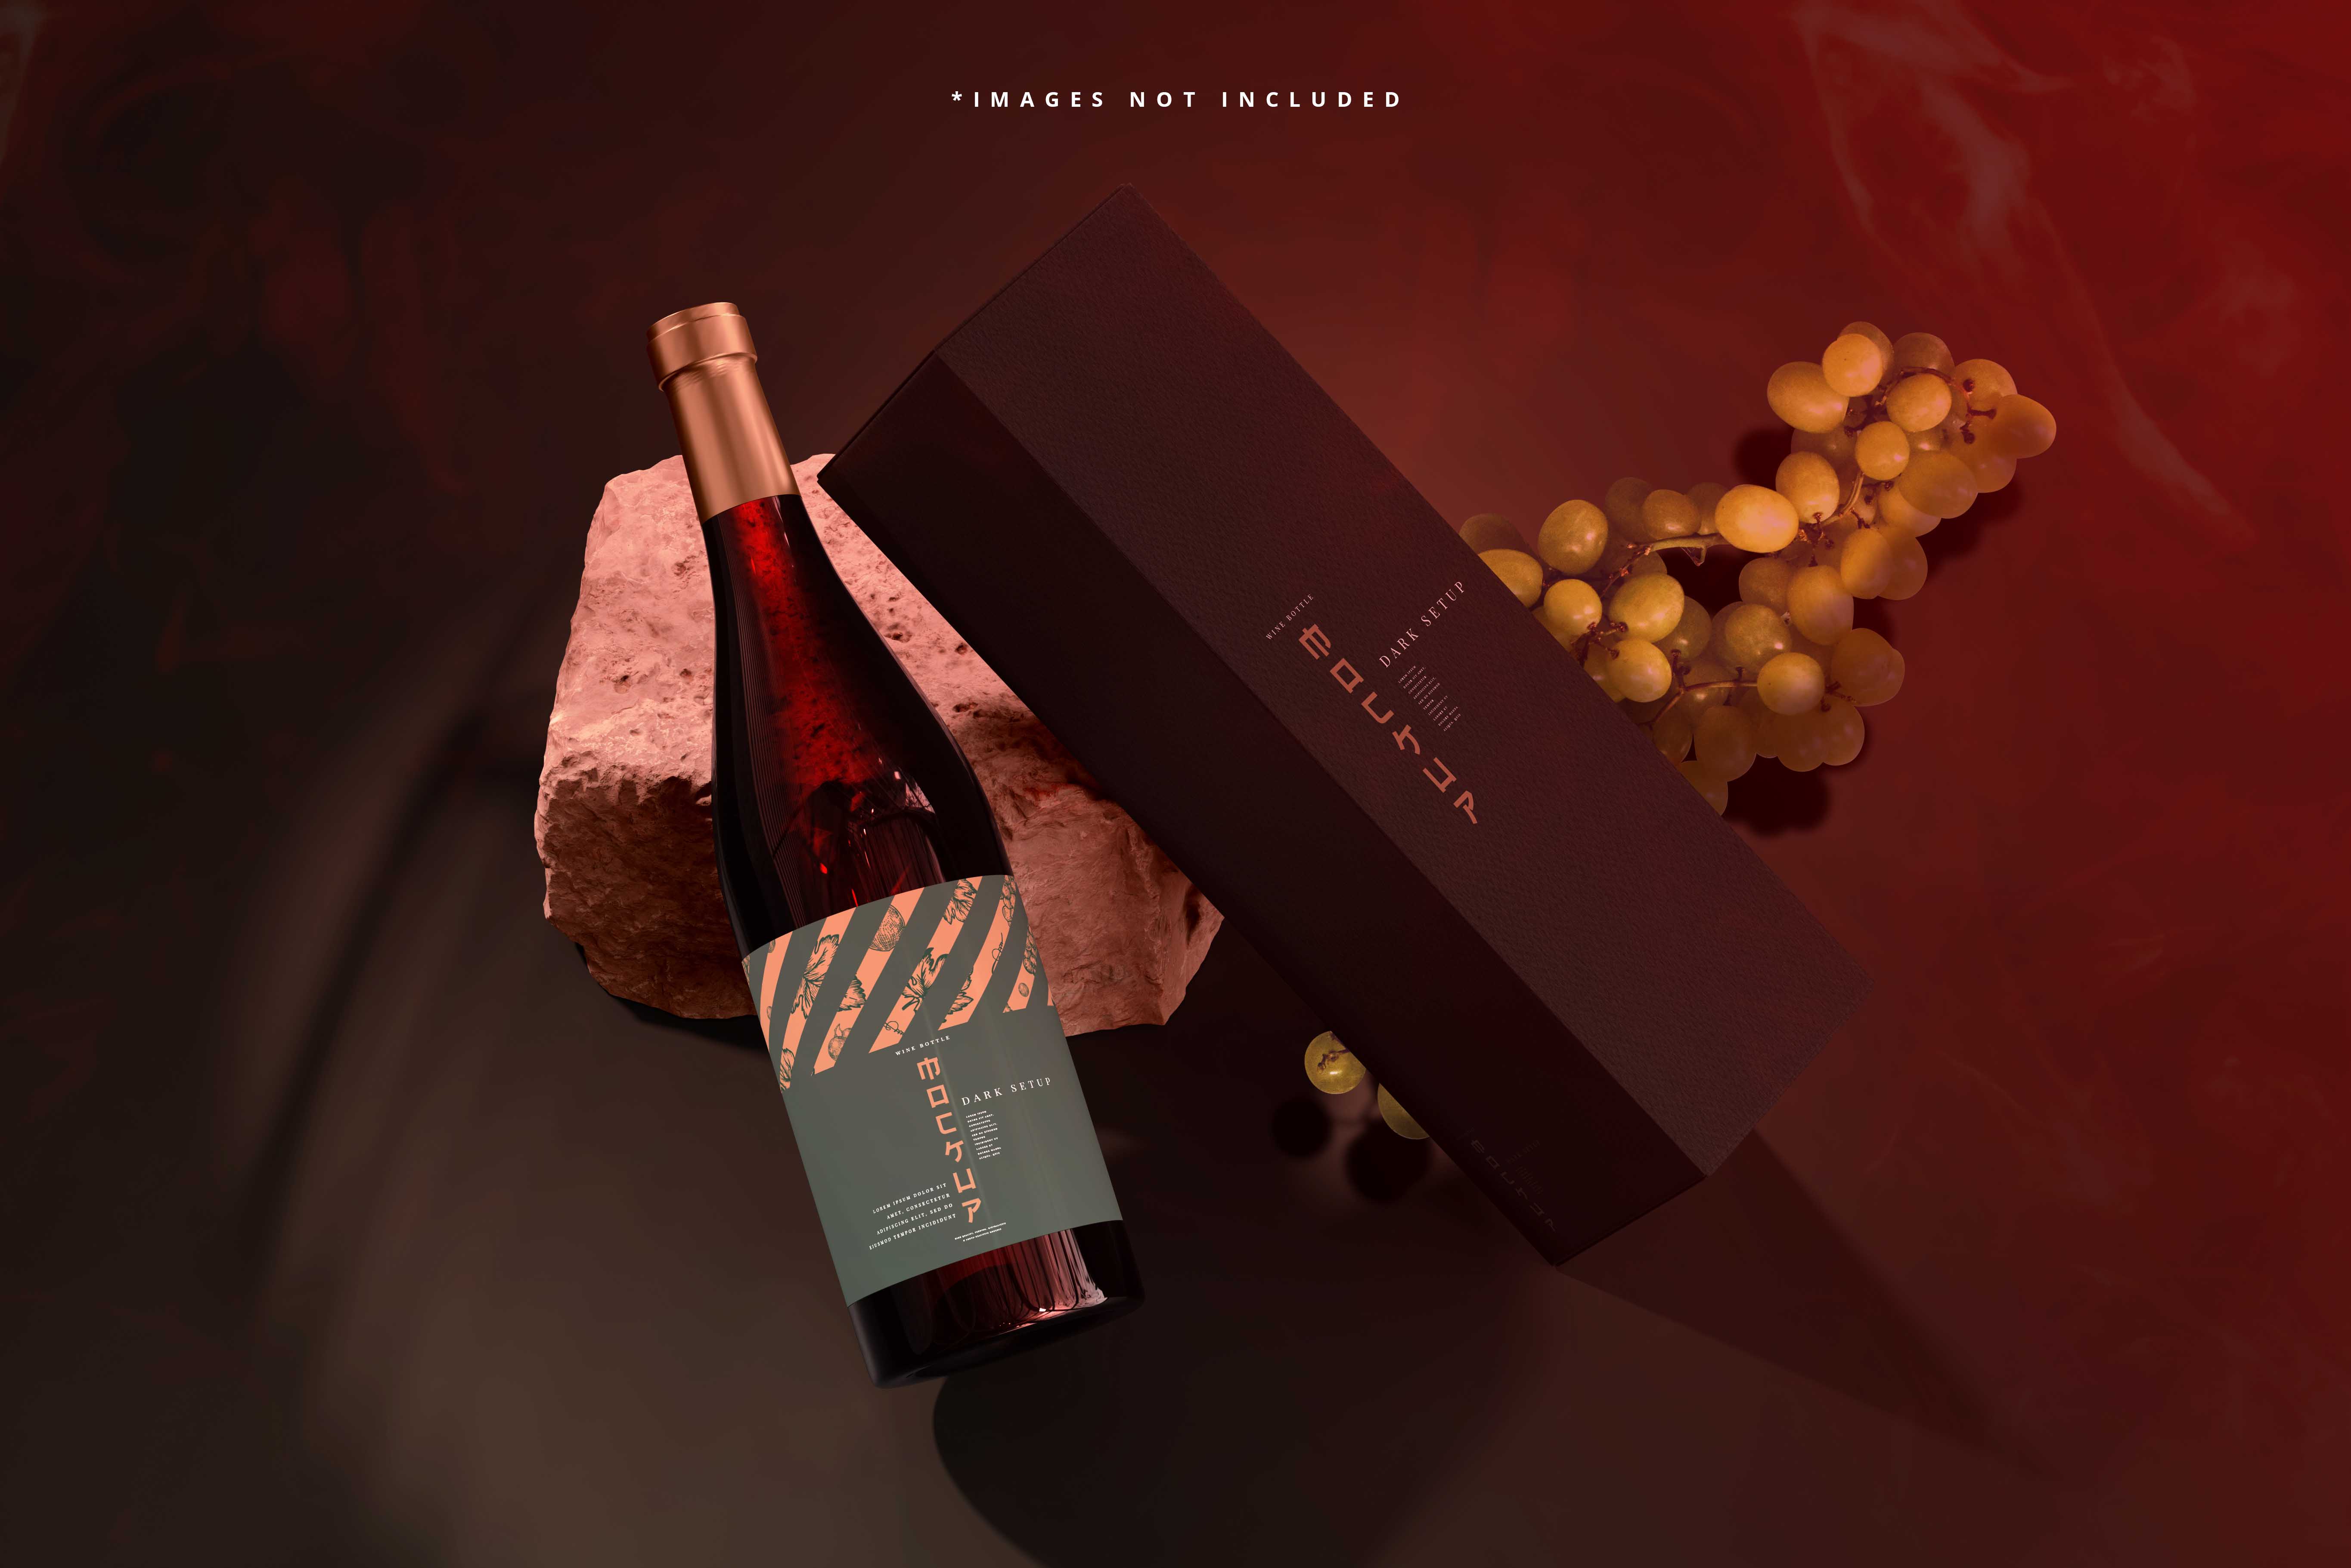 *IMAGES NOT INCLUDED
WINE BOTTLE
MOCKUP
DARK SETUP
WINE BOTTLE
MOCKUP
DARK SETUP
LOREM IPSUM DOLOR SIT
AMET, CONSECTETUR
ADIPISCING ELIT, SED DO
EIUSMOD TEMPOR INCIDIDUNT
MOCKUP